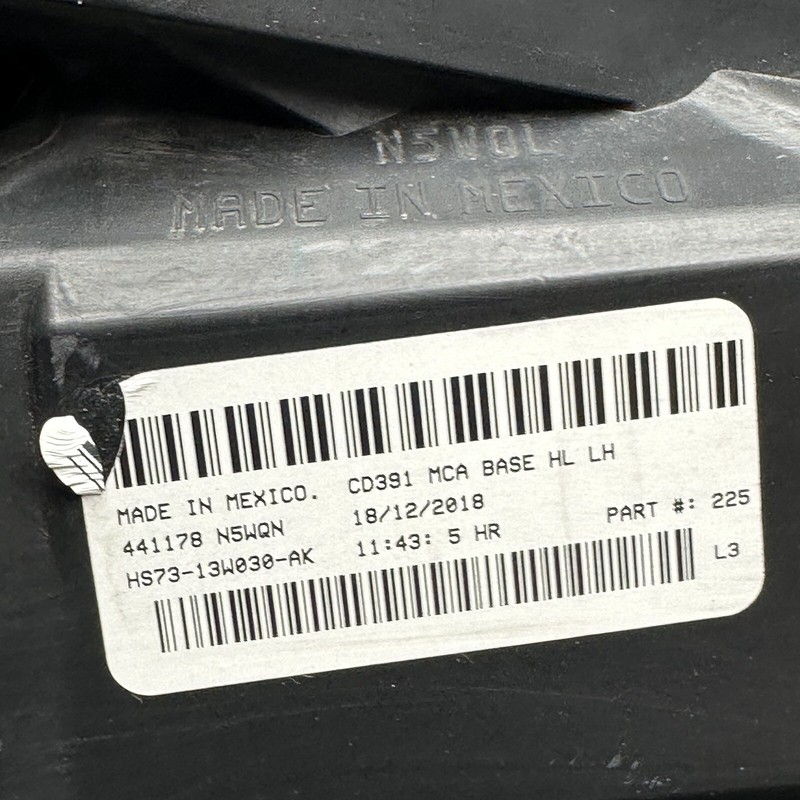 N5WQL
MADE IN MEXICO
MADE IN MEXICO. CD391 MCA BASE HL LH
441178 N5WQN 18/12/2018 PART #: 225
HS73-13W030-AK 11:43: 5 HR L3